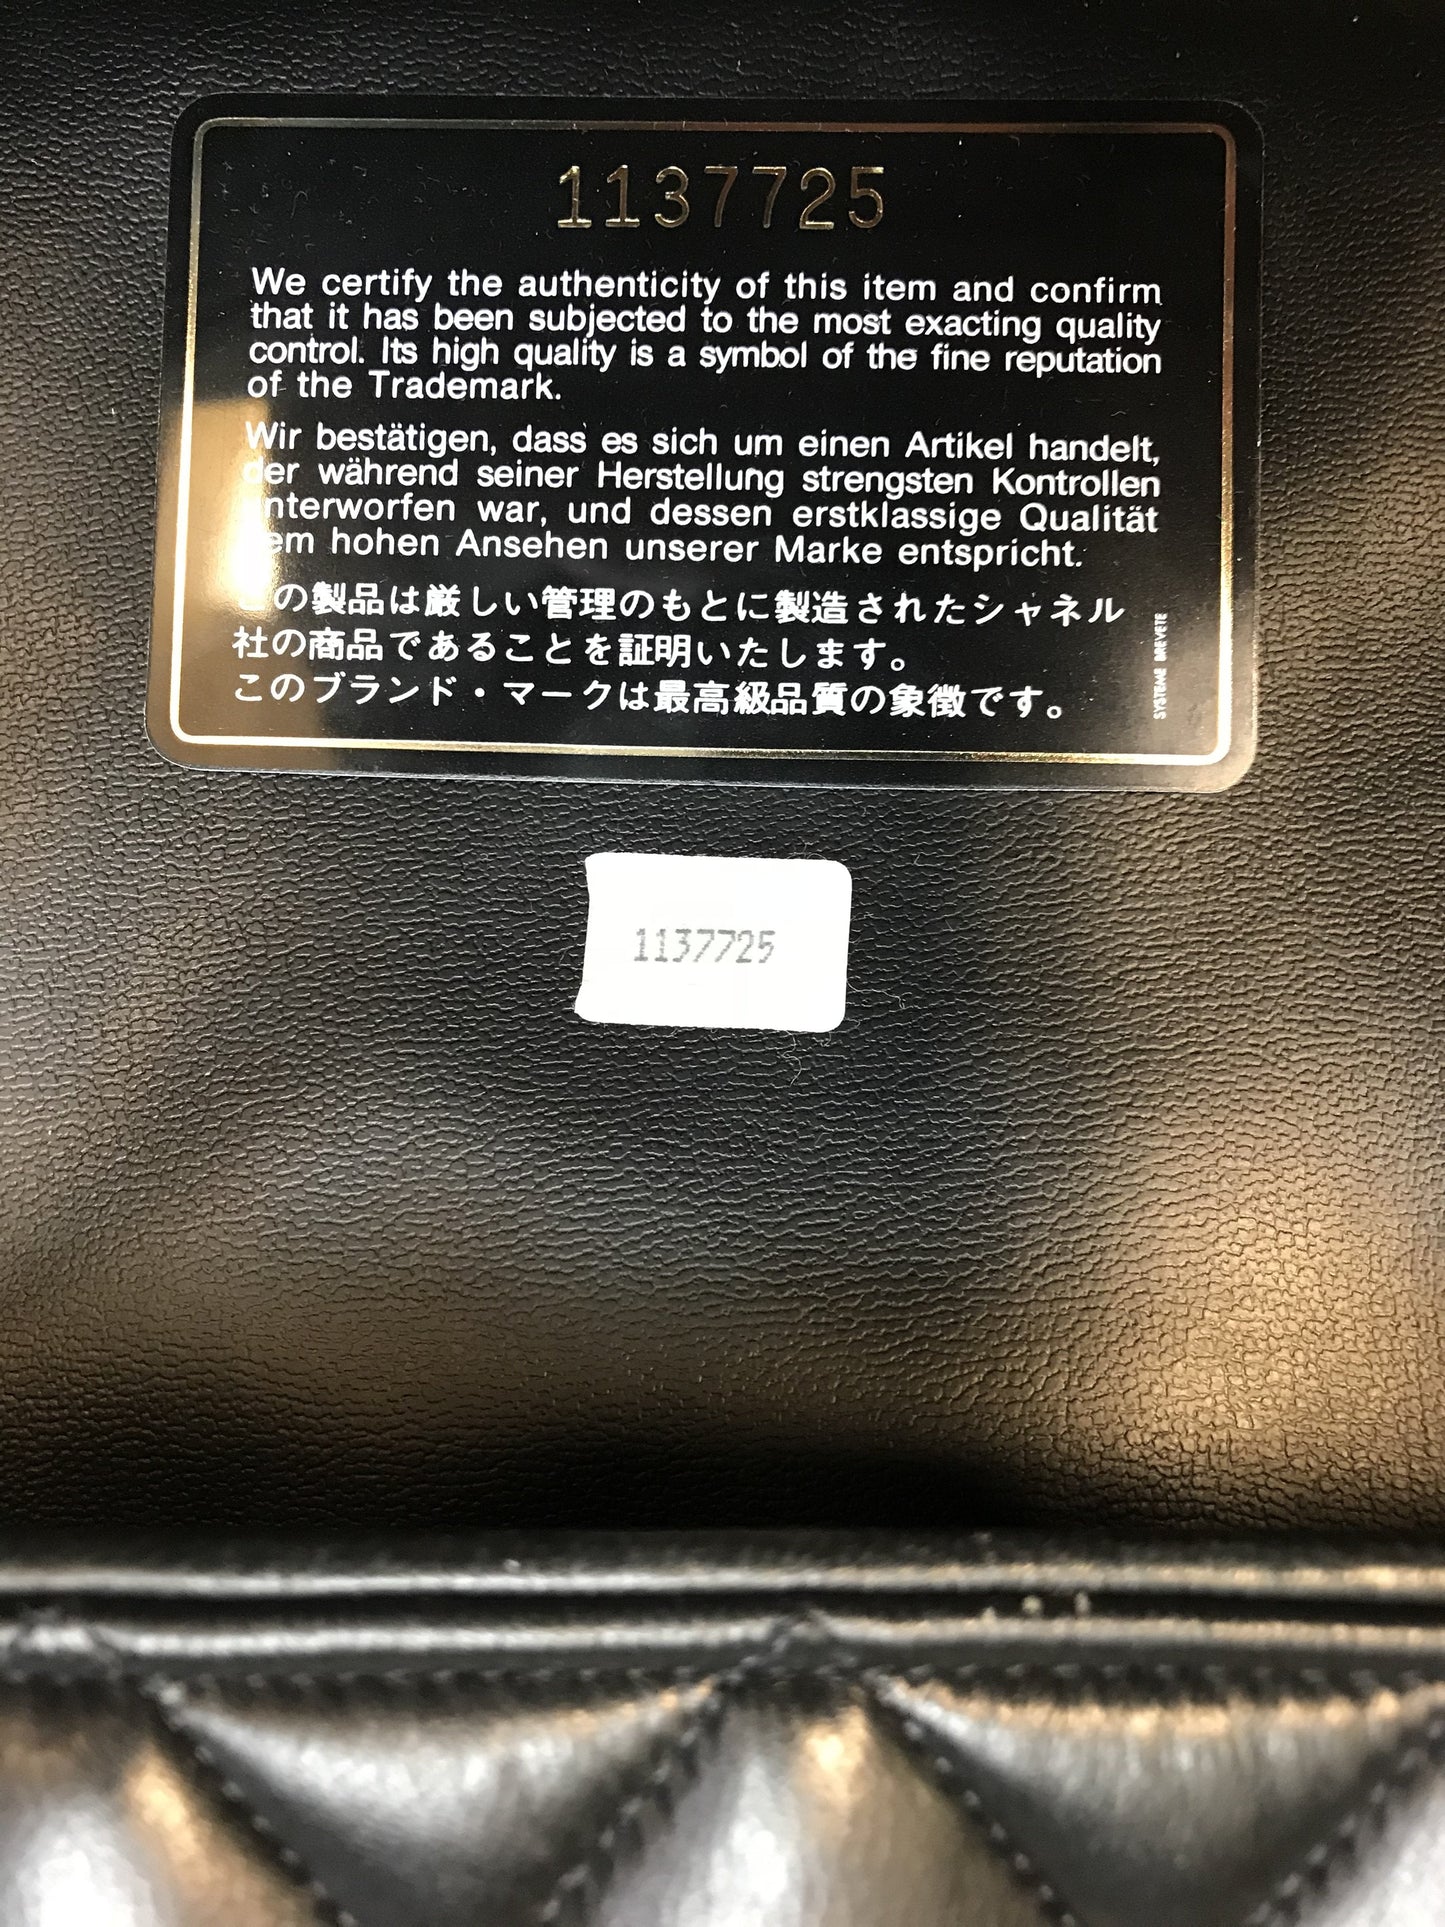 1137725
We certify the authenticity of this item and confirm
that it has been subjected to the most exacting quality
control. Its high quality is a symbol of the fine reputation
of the Trademark.
Wir bestätigen, dass es sich um einen Artikel handelt,
der während seiner Herstellung strengsten Kontrollen
unterworfen war, und dessen erstklassige Qualität
dem hohen Ansehen unserer Marke entspricht.
この製品は厳しい管理のもとに製造されたシャネル
社の商品であることを証明いたします。
このブランド・マークは最高級品質の象徴です。
SYSTEME BREVETE
1137725